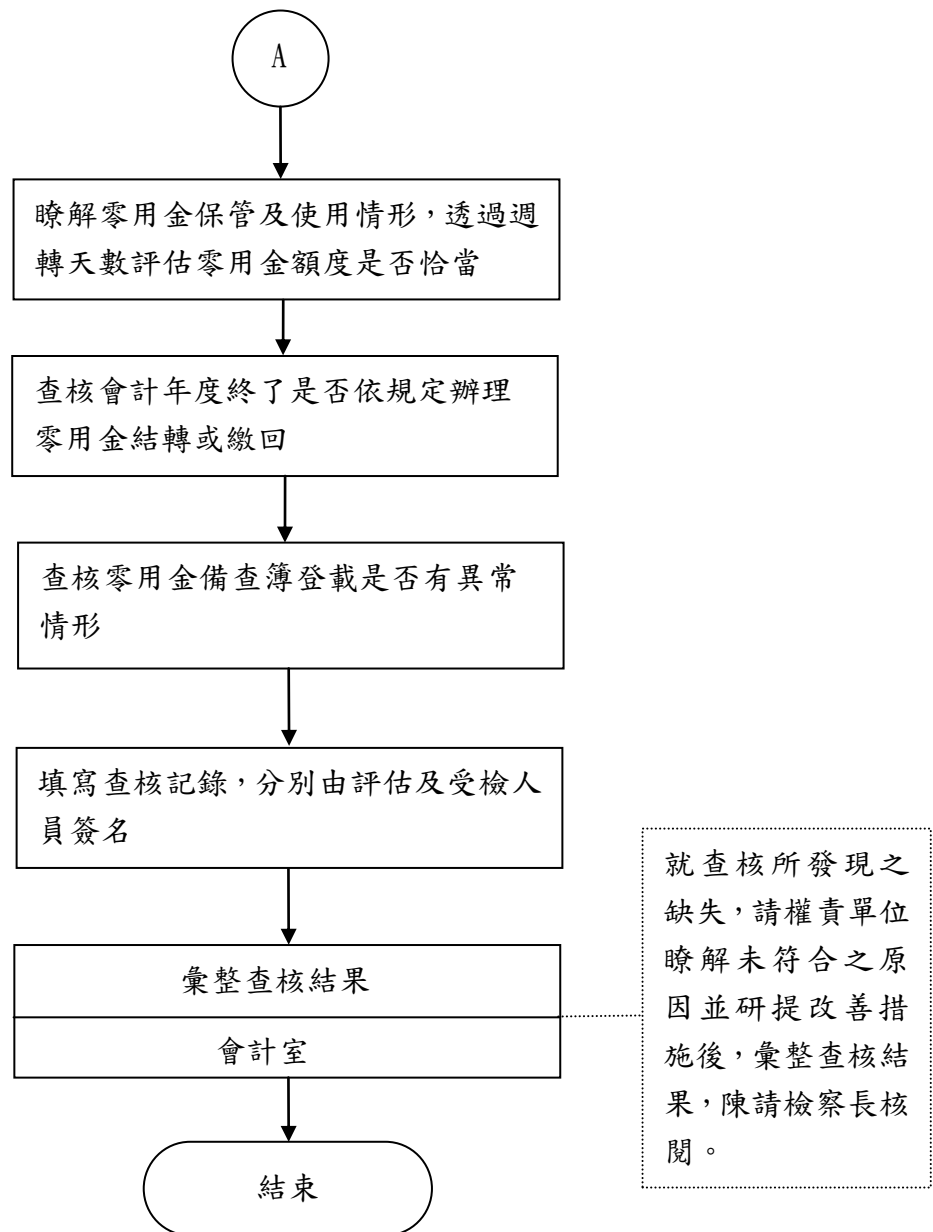 A
瞭解零用金保管及使用情形，透過週
轉天數評估零用金額度是否恰當
查核會計年度終了是否依規定辦理
零用金結轉或繳回
查核零用金備查簿登載是否有異常
情形
填寫查核記錄，分別由評估及受檢人
員簽名
彙整查核結果
會計室
就查核所發現之
缺失，請權責單位
瞭解未符合之原
因並研提改善措
施後，彙整查核結
果，陳請檢察長核
閱。
結束